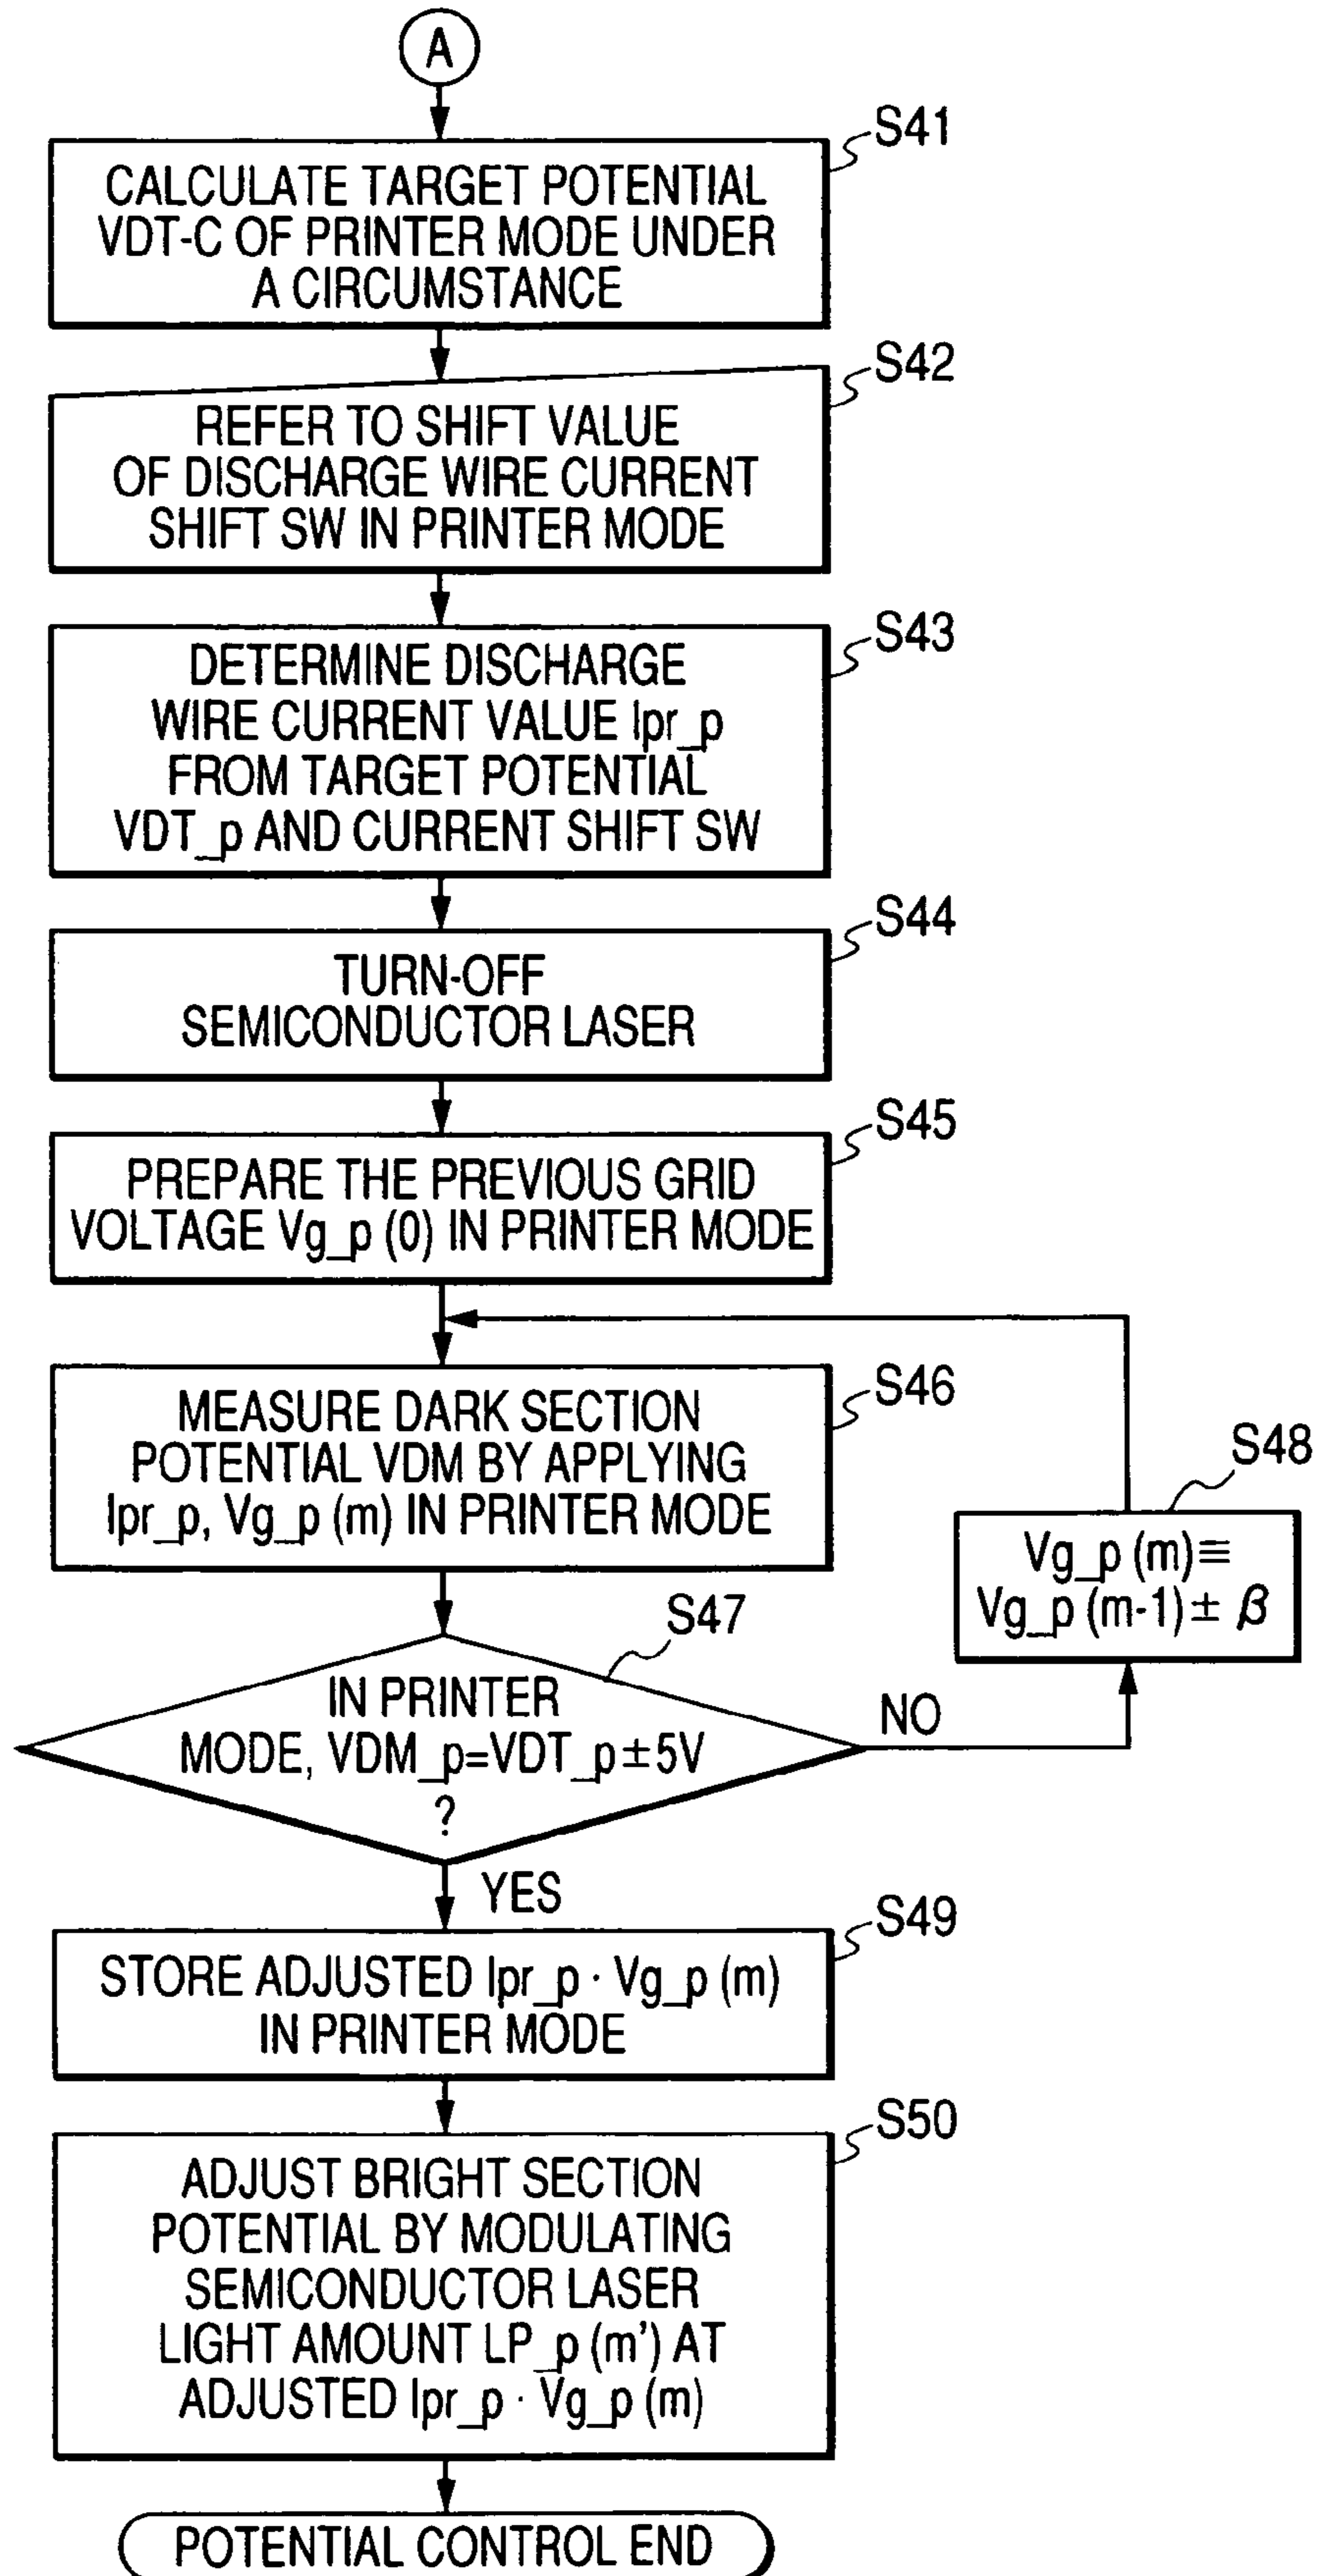 A
S41
CALCULATE TARGET POTENTIAL
VDT-C OF PRINTER MODE UNDER
A CIRCUMSTANCE
S42
REFER TO SHIFT VALUE
OF DISCHARGE WIRE CURRENT
SHIFT SW IN PRINTER MODE
S43
DETERMINE DISCHARGE
WIRE CURRENT VALUE Ipr_p
FROM TARGET POTENTIAL
VDT_p AND CURRENT SHIFT SW
S44
TURN-OFF
SEMICONDUCTOR LASER
S45
PREPARE THE PREVIOUS GRID
VOLTAGE Vg_p (0) IN PRINTER MODE
S46
MEASURE DARK SECTION
POTENTIAL VDM BY APPLYING
Ipr_p, Vg_p (m) IN PRINTER MODE
S48
Vg_p (m)≡
Vg_p (m-1)± β
S47
IN PRINTER
MODE, VDM_p=VDT_p±5V
?
NO
YES
S49
STORE ADJUSTED Ipr_p · Vg_p (m)
IN PRINTER MODE
S50
ADJUST BRIGHT SECTION
POTENTIAL BY MODULATING
SEMICONDUCTOR LASER
LIGHT AMOUNT LP_p (m') AT
ADJUSTED Ipr_p · Vg_p (m)
POTENTIAL CONTROL END